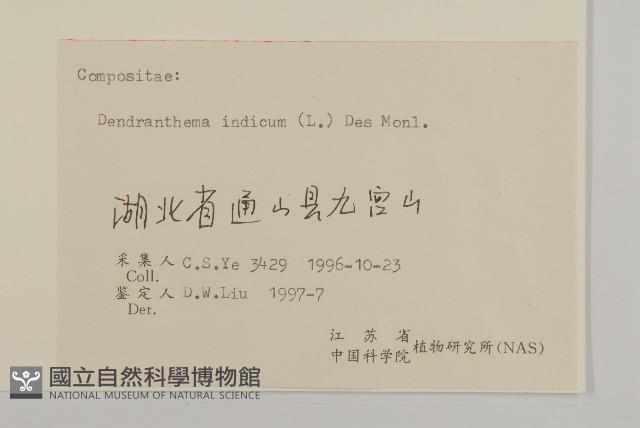 Compositae:
Dendranthema indicum (L.) Des Monl.
湖北省通山县九宫山
采集人 C.S.Ye 3429 1996-10-23
Coll.
鉴定人 D.W.Liu 1997-7
Det.
江苏省
中国科学院 植物研究所(NAS)
國立自然科學博物館
NATIONAL MUSEUM OF NATURAL SCIENCE